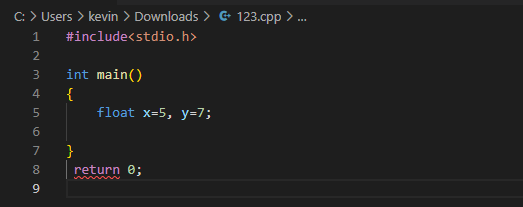 C: > Users > kevin > Downloads > 123.cpp > ...
1 #include<stdio.h>
2
3 int main()
4 {
5     float x=5, y=7;
6
7 }
8  return 0;
9